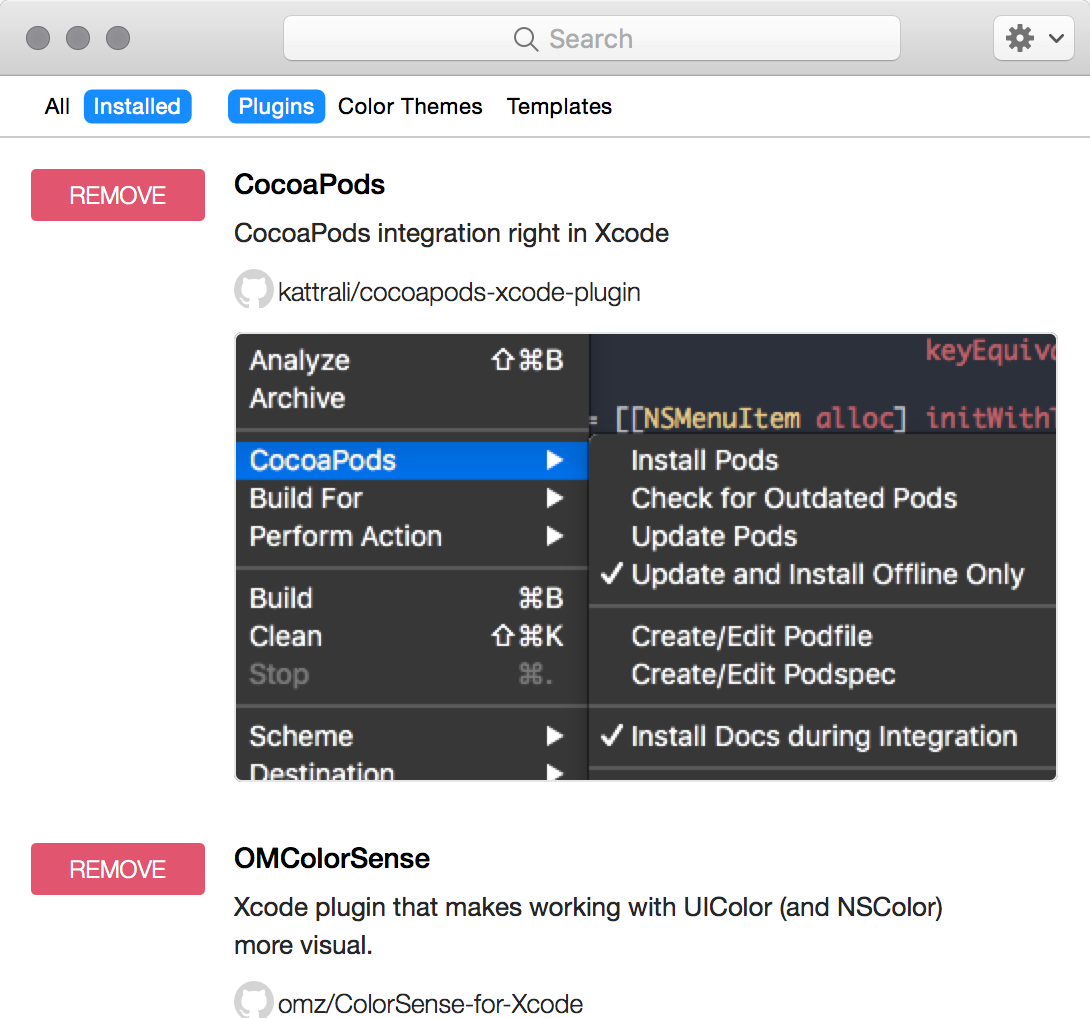 Search
All Installed Plugins Color Themes Templates
REMOVE
CocoaPods
CocoaPods integration right in Xcode
kattrali/cocoapods-xcode-plugin
Analyze ⇧⌘B
Archive
CocoaPods ▶
Build For ▶
Perform Action ▶
Build ⌘B
Clean ⇧⌘K
Stop ⌘.
Scheme ▶
Destination ▶
keyEquiv
= [[NSMenuItem alloc] initWithT
Install Pods
Check for Outdated Pods
Update Pods
✓ Update and Install Offline Only
Create/Edit Podfile
Create/Edit Podspec
✓ Install Docs during Integration
REMOVE
OMColorSense
Xcode plugin that makes working with UIColor (and NSColor)
more visual.
omz/ColorSense-for-Xcode